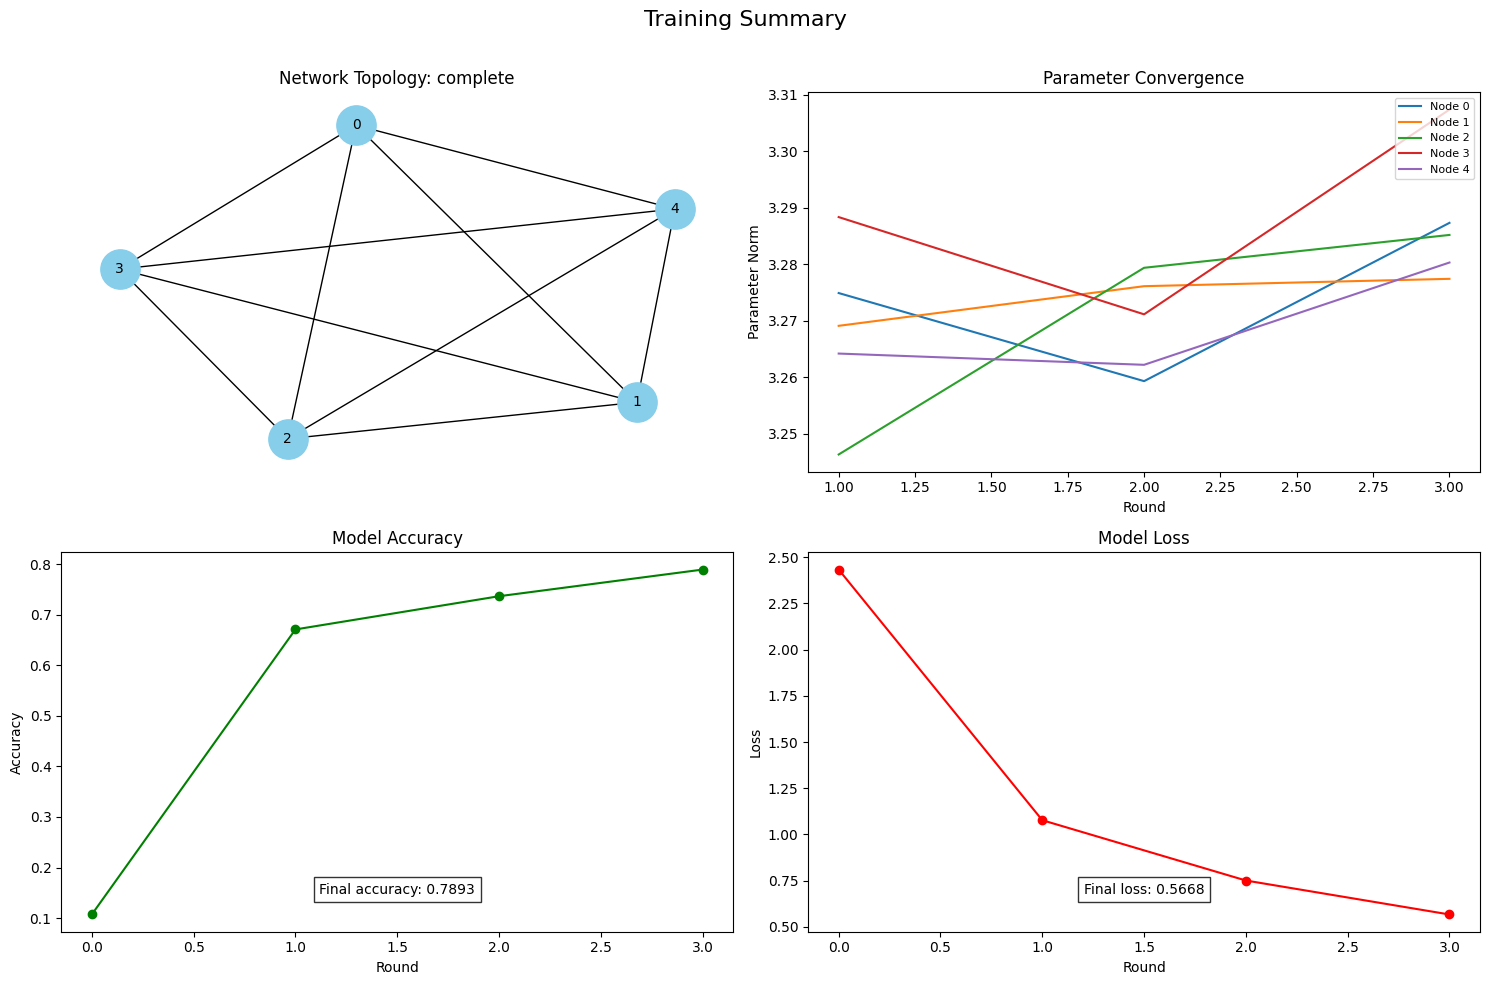 Training Summary
Network Topology: complete
0
4
3
1
2
Parameter Convergence
Parameter Norm
3.31
3.30
3.29
3.28
3.27
3.26
3.25
Node 0
Node 1
Node 2
Node 3
Node 4
1.00 1.25 1.50 1.75 2.00 2.25 2.50 2.75 3.00
Round
Model Accuracy
Accuracy
0.8
0.7
0.6
0.5
0.4
0.3
0.2
0.1
Final accuracy: 0.7893
0.0 0.5 1.0 1.5 2.0 2.5 3.0
Round
Model Loss
Loss
2.50
2.25
2.00
1.75
1.50
1.25
1.00
0.75
0.50
Final loss: 0.5668
0.0 0.5 1.0 1.5 2.0 2.5 3.0
Round